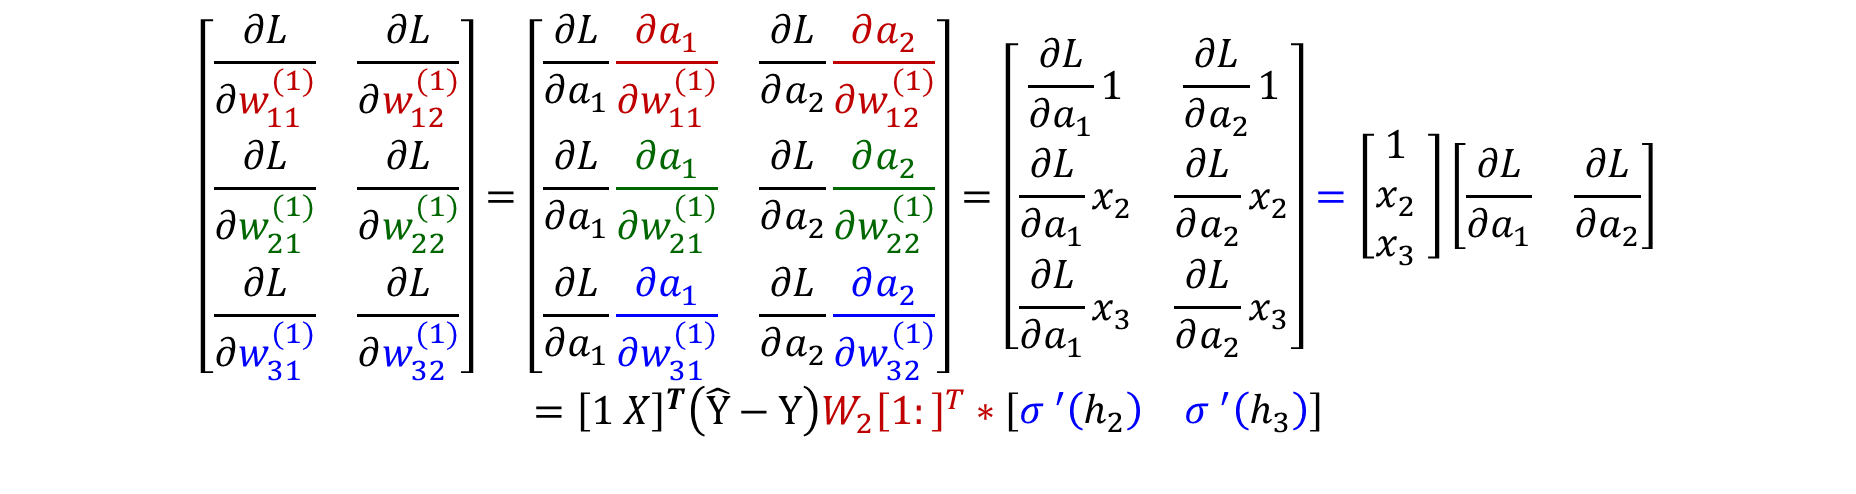 [∂L/∂w₁₁⁽¹⁾ ∂L/∂w₁₂⁽¹⁾; ∂L/∂w₂₁⁽¹⁾ ∂L/∂w₂₂⁽¹⁾; ∂L/∂w₃₁⁽¹⁾ ∂L/∂w₃₂⁽¹⁾] = [∂L/∂a₁ ∂a₁/∂w₁₁⁽¹⁾ ∂L/∂a₂ ∂a₂/∂w₁₂⁽¹⁾; ∂L/∂a₁ ∂a₁/∂w₂₁⁽¹⁾ ∂L/∂a₂ ∂a₂/∂w₂₂⁽¹⁾; ∂L/∂a₁ ∂a₁/∂w₃₁⁽¹⁾ ∂L/∂a₂ ∂a₂/∂w₃₂⁽¹⁾] = [∂L/∂a₁ 1 ∂L/∂a₂ 1; ∂L/∂a₁ x₂ ∂L/∂a₂ x₂; ∂L/∂a₁ x₃ ∂L/∂a₂ x₃] = [1; x₂; x₃] [∂L/∂a₁ ∂L/∂a₂]
= [1 X]ᵀ(Ŷ − Y)W₂[1: ]ᵀ * [σ ′(h₂) σ ′(h₃)]